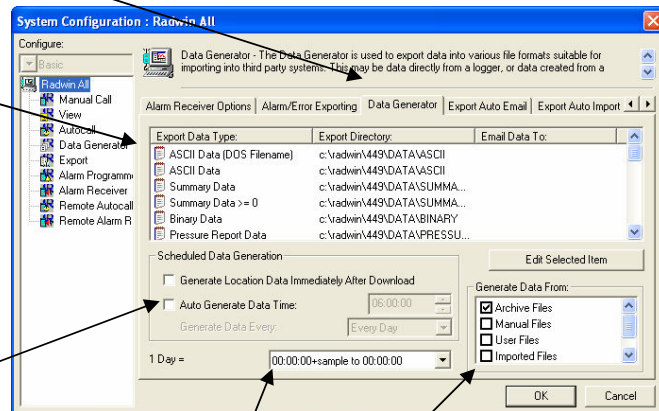 System Configuration : Radwin All
Configure:
Basic
Data Generator - The Data Generator is used to export data into various file formats suitable for
importing into third party systems. This may be data directly from a logger, or data created from a
Radwin All
Manual Call
View
Autocall
Data Generator
Export
Alarm Programm
Alarm Receiver
Remote Autocall
Remote Alarm R
Alarm Receiver Options Alarm/Error Exporting Data Generator Export Auto Email Export Auto Import
Export Data Type: Export Directory: Email Data To:
ASCII Data (DOS Filename) c:\radwin\449\DATA\ASCII
ASCII Data c:\radwin\449\DATA\ASCII
Summary Data c:\radwin\449\DATA\SUMMA...
Summary Data >= 0 c:\radwin\449\DATA\SUMMA...
Binary Data c:\radwin\449\DATA\BINARY
Pressure Report Data c:\radwin\449\DATA\PRESSU...
Edit Selected Item
Scheduled Data Generation
Generate Location Data Immediately After Download
Auto Generate Data Time: 06:00:00
Generate Data Every: Every Day
1 Day = 00:00:00+sample to 00:00:00
Generate Data From:
Archive Files
Manual Files
User Files
Imported Files
OK Cancel